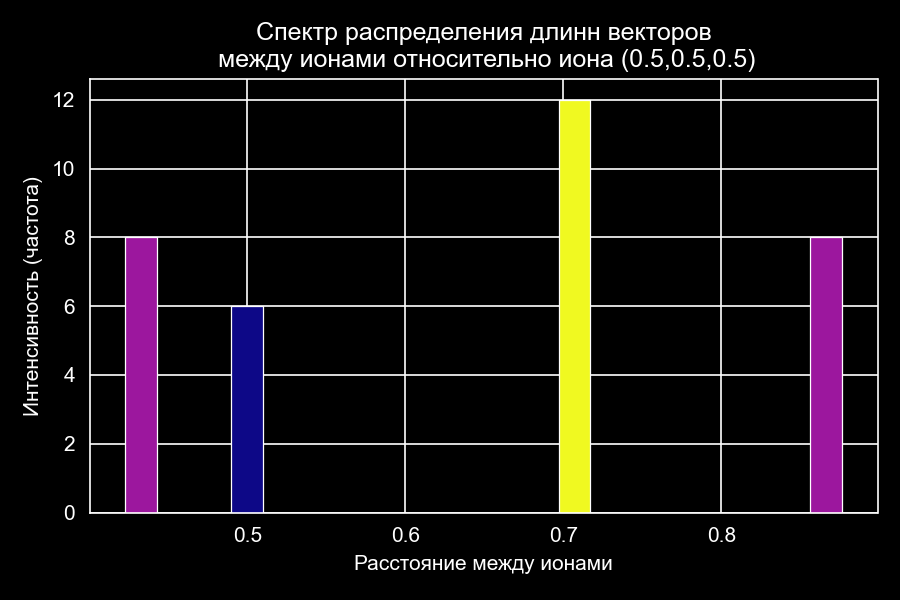 Спектр распределения длинн векторов
между ионами относительно иона (0.5,0.5,0.5)
Интенсивность (частота)
12
10
8
6
4
2
0
0.5 0.6 0.7 0.8
Расстояние между ионами